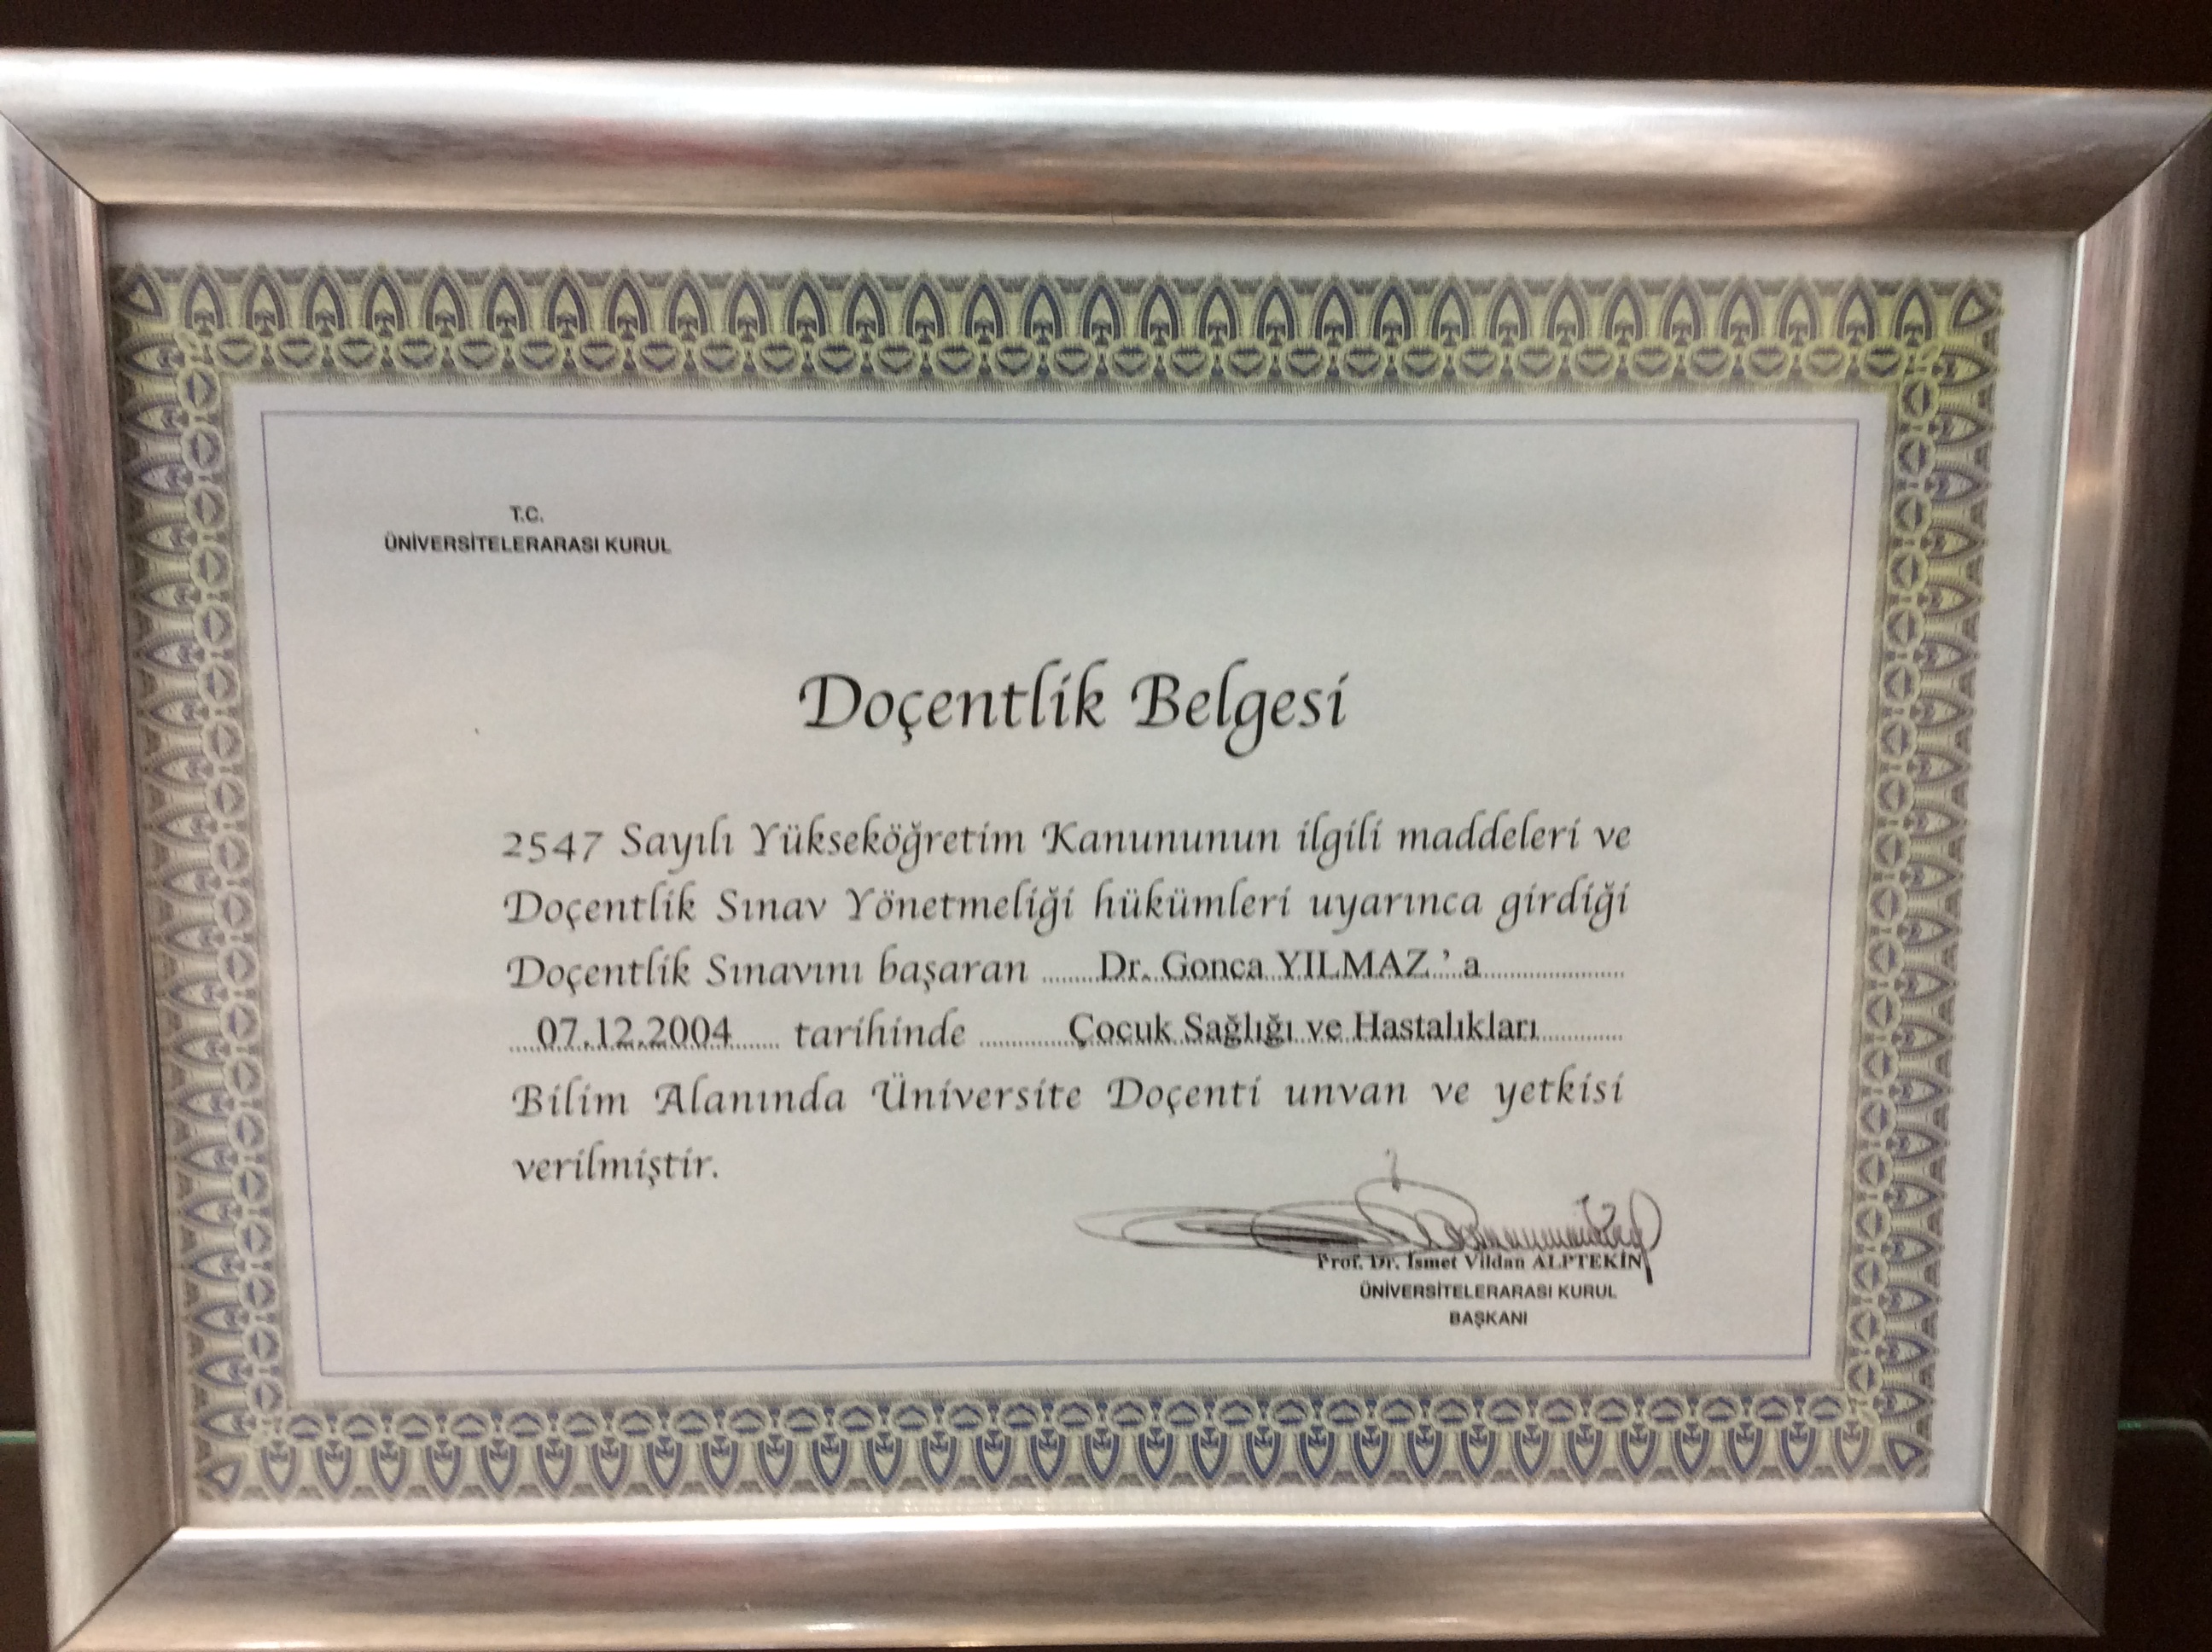 T.C.
ÜNİVERSİTELERARASI KURUL
Doçentlik Belgesi
2547 Sayılı Yükseköğretim Kanununun ilgili maddeleri ve
Doçentlik Sınav Yönetmeliği hükümleri uyarınca girdiği
Doçentlik Sınavını başaran ......Dr. Gonca YILMAZ ' a....................
...07.12.2004...... tarihinde ............Çocuk Sağlığı ve Hastalıkları............
Bilim Alanında Üniversite Doçenti unvan ve yetkisi
verilmiştir.
Prof. Dr. İsmet Vildan ALPTEKİN
ÜNİVERSİTELERARASI KURUL
BAŞKANI